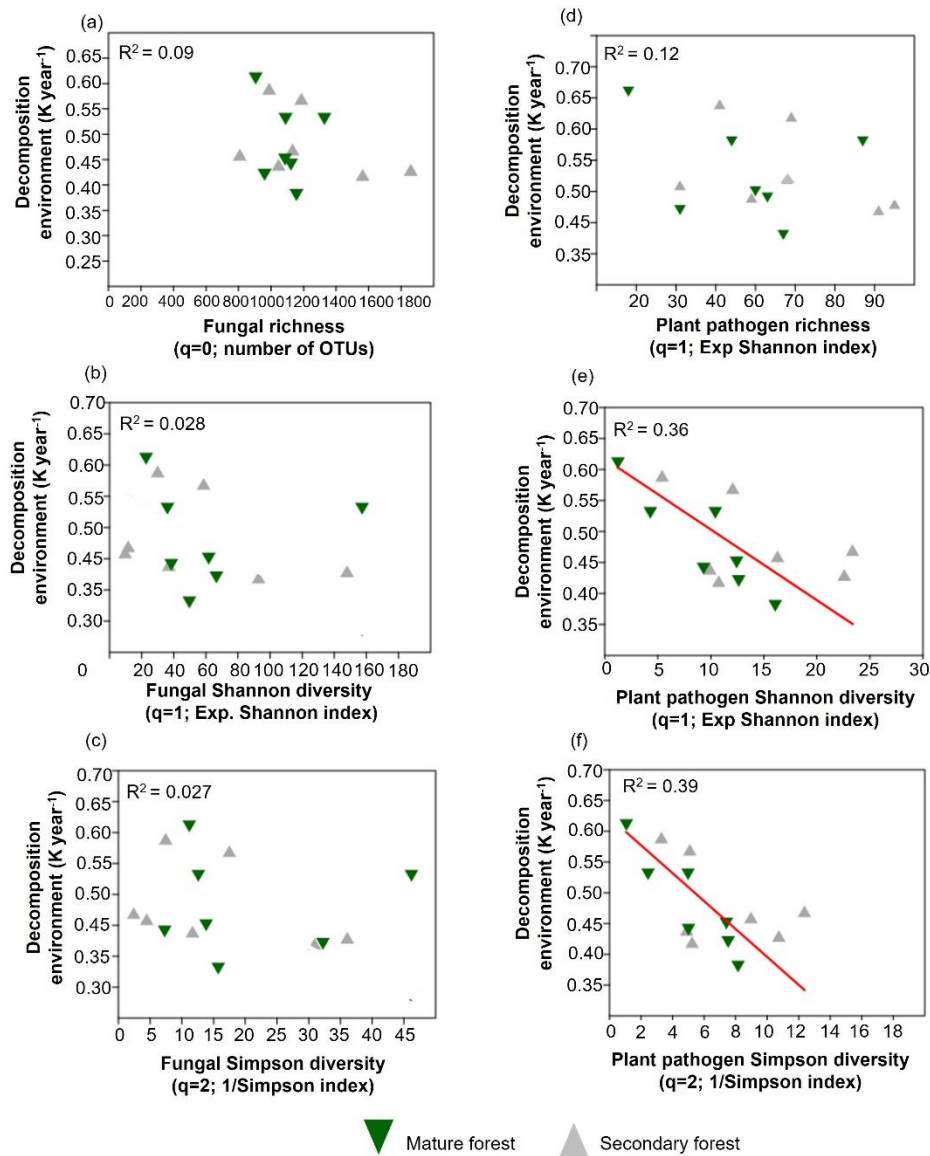 (a)
R² = 0.09
Decomposition
environment (K year⁻¹)
0.65
0.60
0.55
0.50
0.45
0.40
0.35
0.30
0.25
0 200 400 600 800 1000 1200 1400 1600 1800
Fungal richness
(q=0; number of OTUs)
(d)
R² = 0.12
Decomposition
environment (K year⁻¹)
0.75
0.70
0.65
0.60
0.55
0.50
0.45
0.35
20 30 40 60 70 90
Plant pathogen richness
(q=1; Exp Shannon index)
(b)
R² = 0.028
Decomposition
environment (K year⁻¹)
0.70
0.65
0.60
0.55
0.45
0.35
0.30
0 20 40 60 80 100 120 140 160 180
Fungal Shannon diversity
(q=1; Exp. Shannon index)
(e)
R² = 0.36
Decomposition
environment (K year⁻¹)
0.70
0.65
0.60
0.55
0.50
0.45
0.40
0.35
0 5 10 15 20 25 30
Plant pathogen Shannon diversity
(q=1; Exp Shannon index)
(c)
R² = 0.027
Decomposition
environment (K year⁻¹)
0.70
0.65
0.60
0.55
0.45
0.35
0.30
0 5 10 15 20 25 30 35 40 45
Fungal Simpson diversity
(q=2; 1/Simpson index)
(f)
R² = 0.39
Decomposition
environment (K year⁻¹)
0.70
0.65
0.60
0.55
0.50
0.45
0.40
0.35
0 2 4 6 8 10 12 14 16 18
Plant pathogen Simpson diversity
(q=2; 1/Simpson index)
Mature forest
Secondary forest